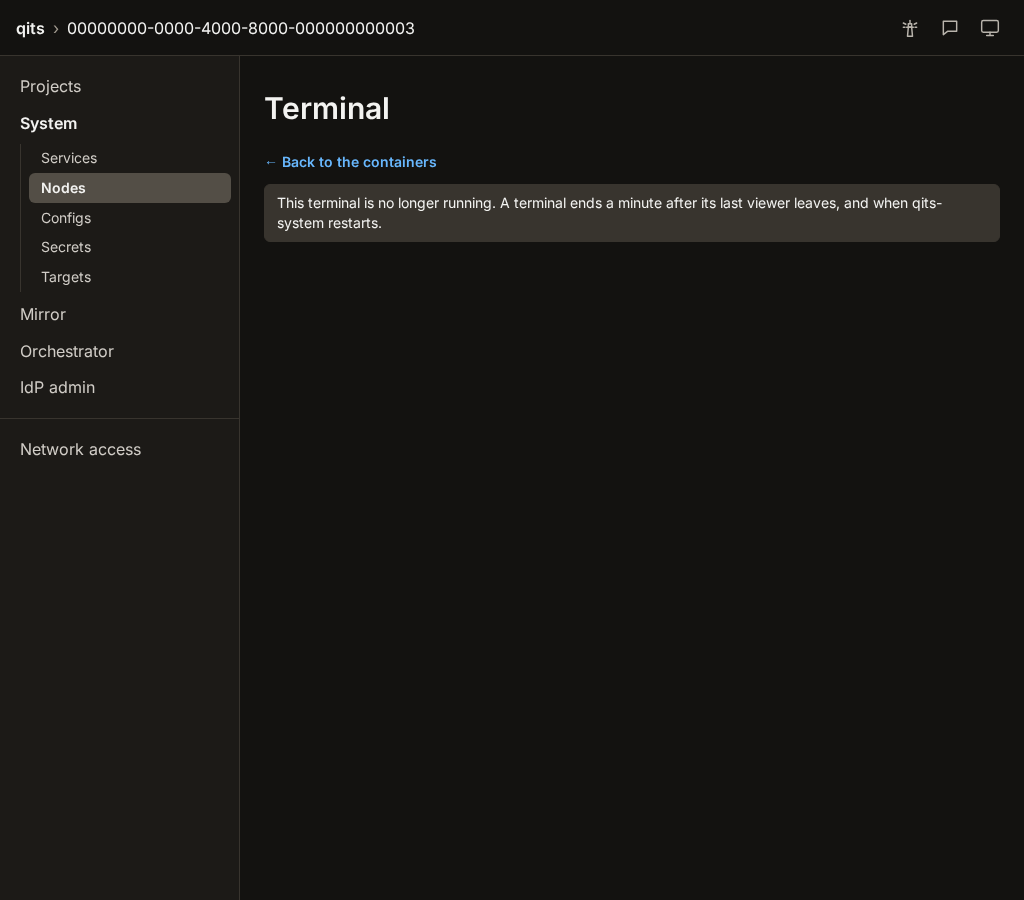 qits › 00000000-0000-4000-8000-000000000003
Projects
System
Services
Nodes
Configs
Secrets
Targets
Mirror
Orchestrator
IdP admin
Network access
Terminal
← Back to the containers
This terminal is no longer running. A terminal ends a minute after its last viewer leaves, and when qits-
system restarts.